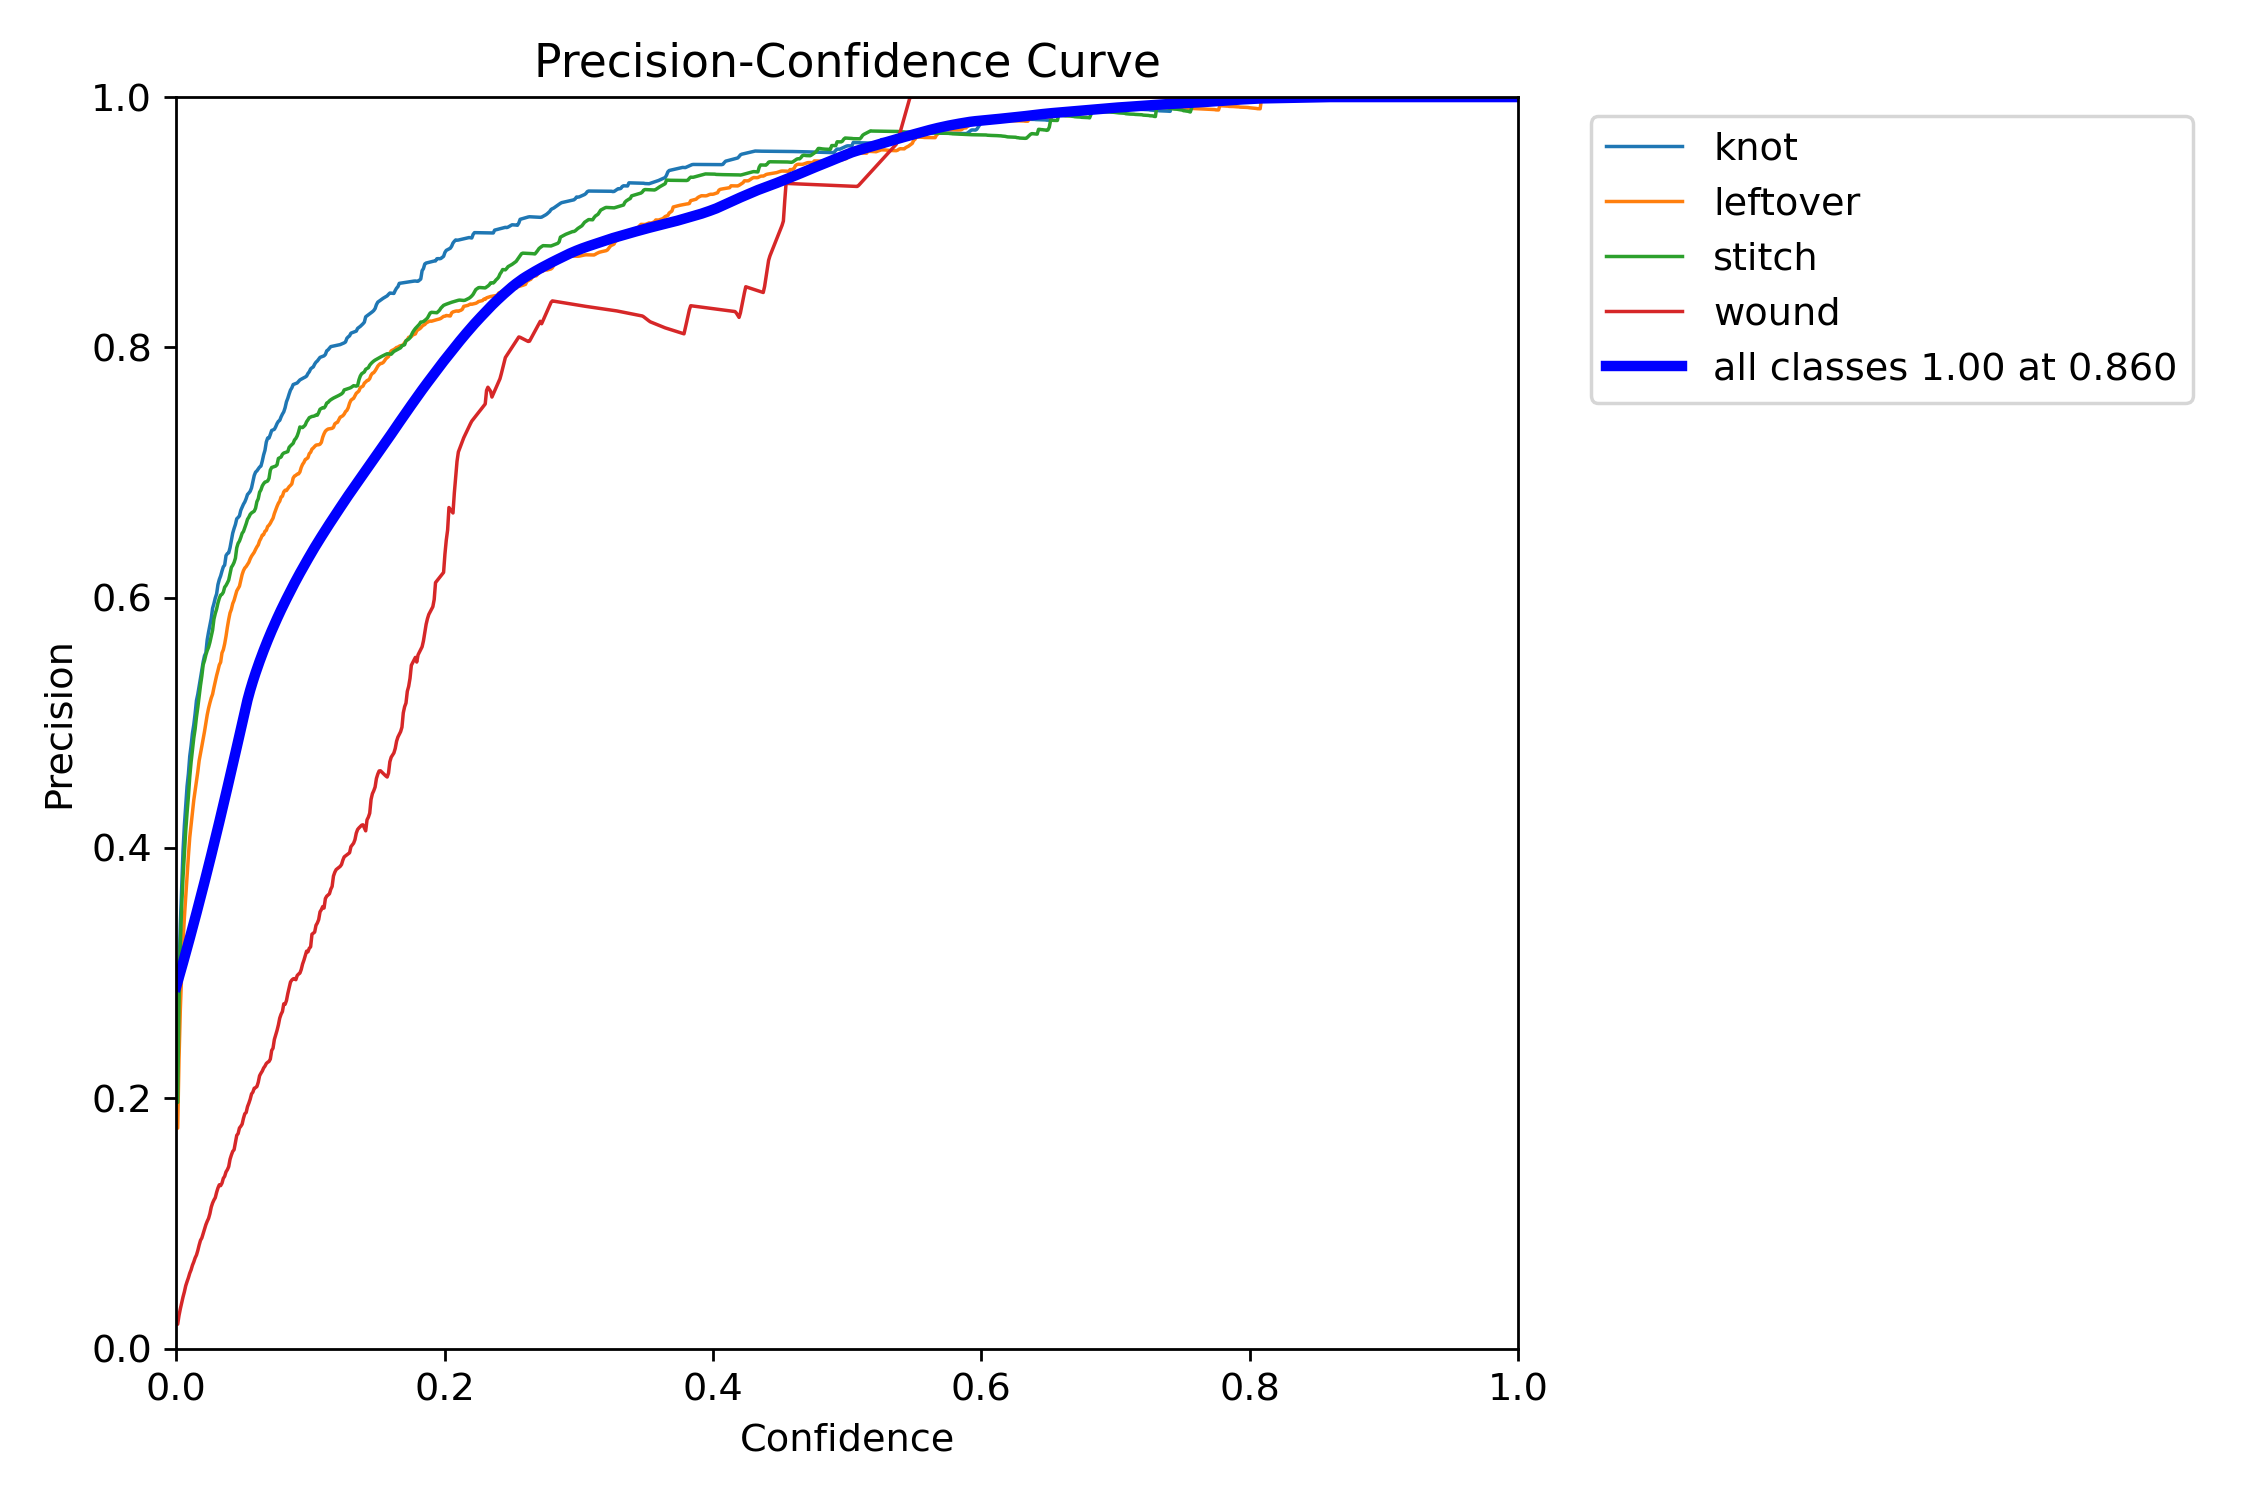 Precision-Confidence Curve
1.0
0.8
0.6
0.4
0.2
0.0
Precision
0.0 0.2 0.4 0.6 0.8 1.0
Confidence
knot
leftover
stitch
wound
all classes 1.00 at 0.860